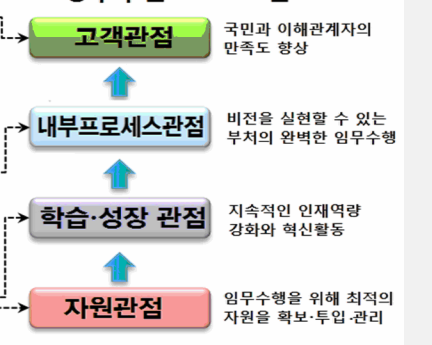 고객관점
국민과 이해관계자의
만족도 향상
내부프로세스관점
비전을 실현할 수 있는
부처의 완벽한 임무수행
학습·성장 관점
지속적인 인재역량
강화와 혁신활동
자원관점
임무수행을 위해 최적의
자원을 확보·투입·관리